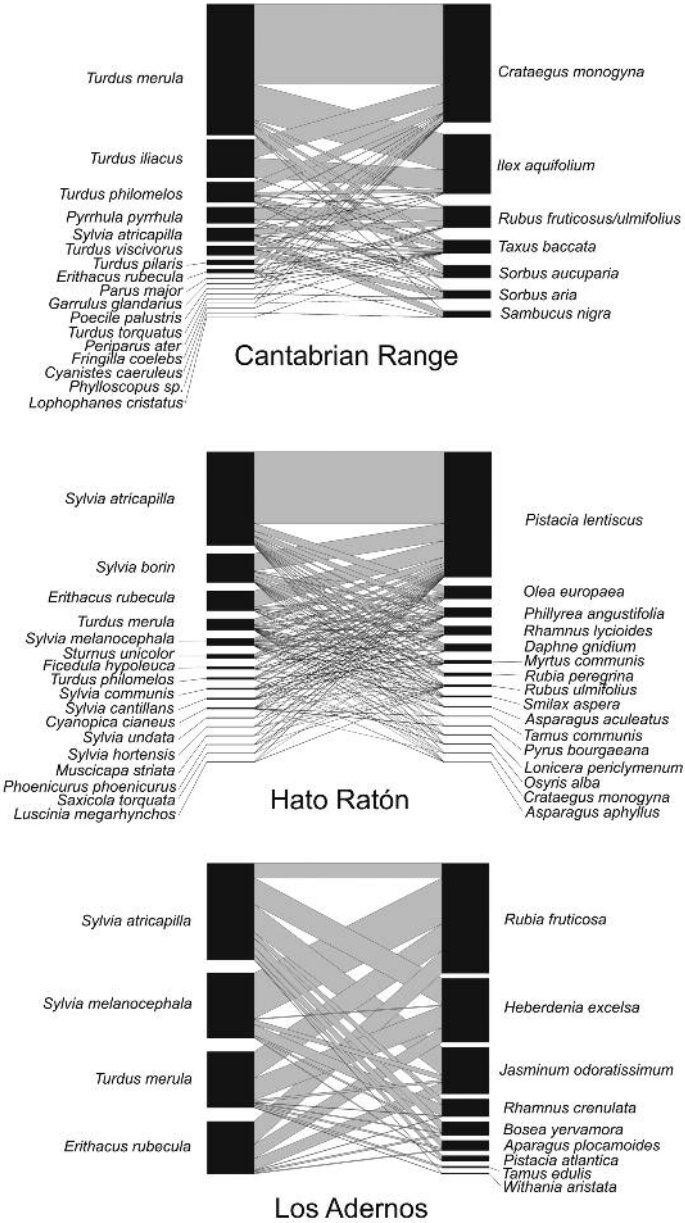 Turdus merula
Turdus iliacus
Turdus philomelos
Pyrrhula pyrrhula
Sylvia atricapilla
Turdus viscivorus
Turdus pilaris
Erithacus rubecula
Parus major
Garrulus glandarius
Poecile palustris
Turdus torquatus
Periparus ater
Fringilla coelebs
Cyanistes caeruleus
Phylloscopus sp.
Lophophanes cristatus
Crataegus monogyna
Ilex aquifolium
Rubus fruticosus/ulmifolius
Taxus baccata
Sorbus aucuparia
Sorbus aria
Sambucus nigra
Cantabrian Range
Sylvia atricapilla
Sylvia borin
Erithacus rubecula
Turdus merula
Sylvia melanocephala
Sturnus unicolor
Ficedula hypoleuca
Turdus philomelos
Sylvia communis
Sylvia cantillans
Cyanopica cianeus
Sylvia undata
Sylvia hortensis
Muscicapa striata
Phoenicurus phoenicurus
Saxicola torquata
Luscinia megarhynchos
Pistacia lentiscus
Olea europaea
Phillyrea angustifolia
Rhamnus lycioides
Daphne gnidium
Myrtus communis
Rubia peregrina
Rubus ulmifolius
Smilax aspera
Asparagus aculeatus
Tamus communis
Pyrus bourgaeana
Lonicera periclymenum
Osyris alba
Crataegus monogyna
Asparagus aphyllus
Hato Ratón
Sylvia atricapilla
Sylvia melanocephala
Turdus merula
Erithacus rubecula
Rubia fruticosa
Heberdenia excelsa
Jasminum odoratissimum
Rhamnus crenulata
Bosea yervamora
Aparagus plocamoides
Pistacia atlantica
Tamus edulis
Withania aristata
Los Adernos